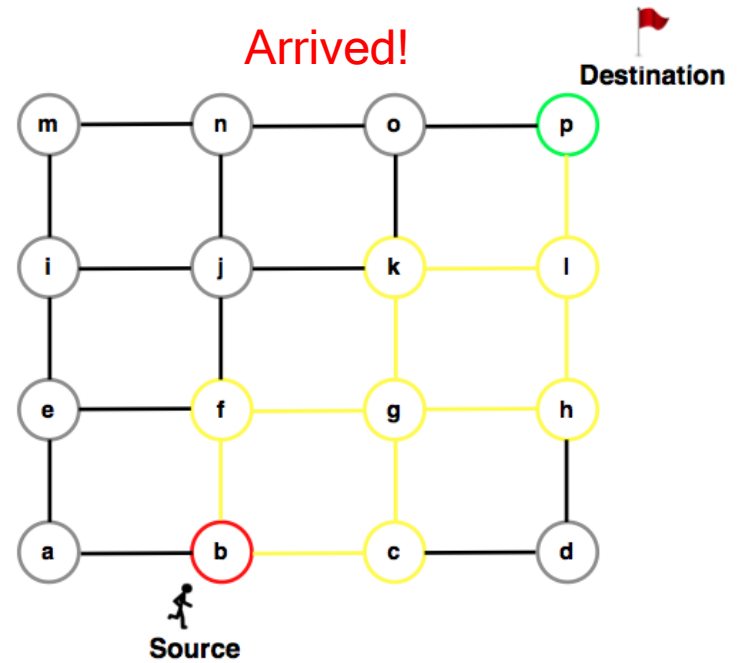 Arrived!
Destination
m n o p
i j k l
e f g h
a b c d
Source